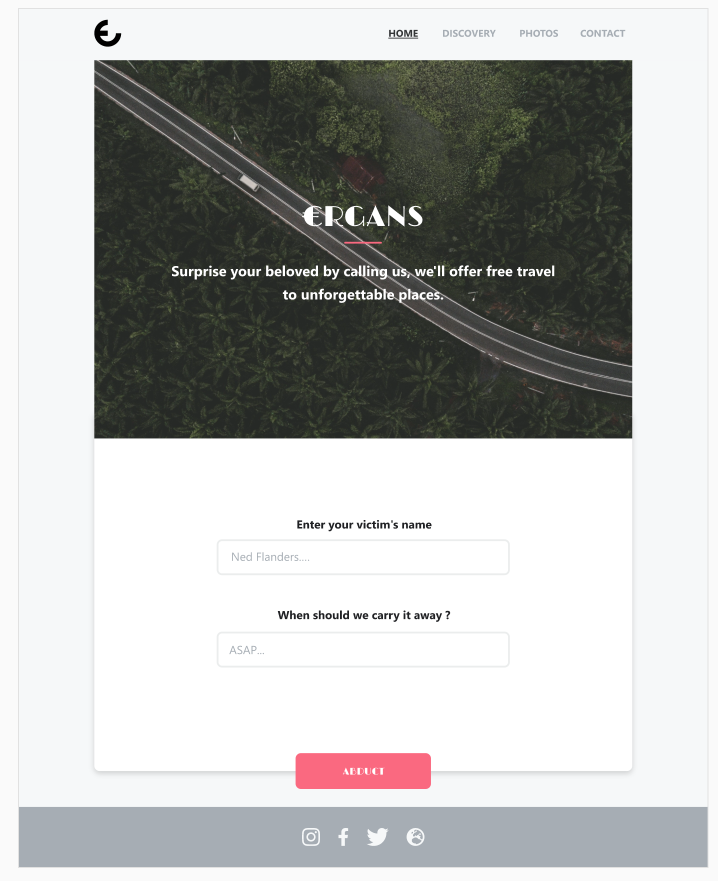 HOME DISCOVERY PHOTOS CONTACT
€RGANS
Surprise your beloved by calling us, we'll offer free travel
to unforgettable places.
Enter your victim's name
Ned Flanders....
When should we carry it away ?
ASAP...
ABDUCT